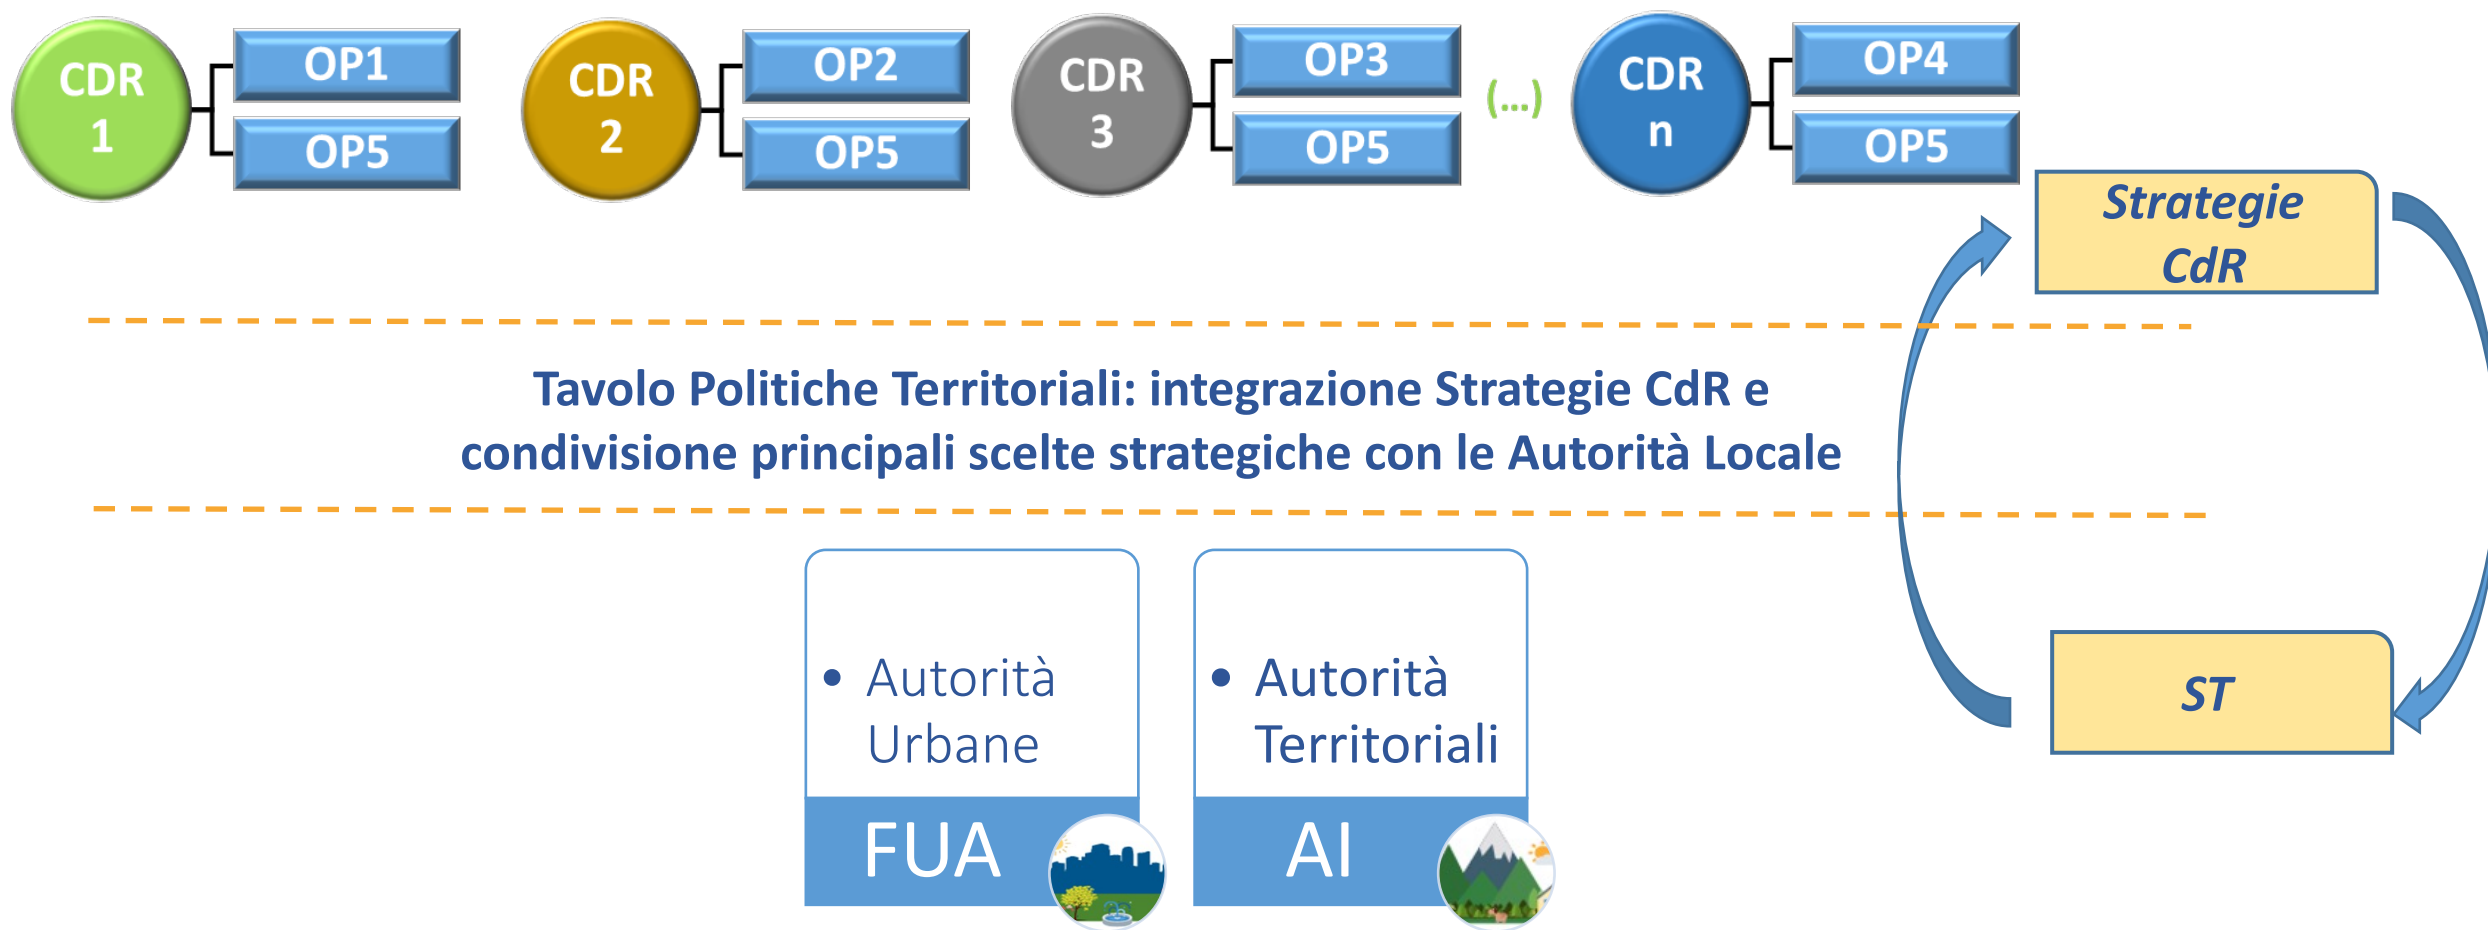 CDR
1
OP1
OP5
CDR
2
OP2
OP5
CDR
3
OP3
OP5
(...)
CDR
n
OP4
OP5
Strategie
CdR
Tavolo Politiche Territoriali: integrazione Strategie CdR e
condivisione principali scelte strategiche con le Autorità Locale
• Autorità
Urbane
FUA
• Autorità
Territoriali
AI
ST